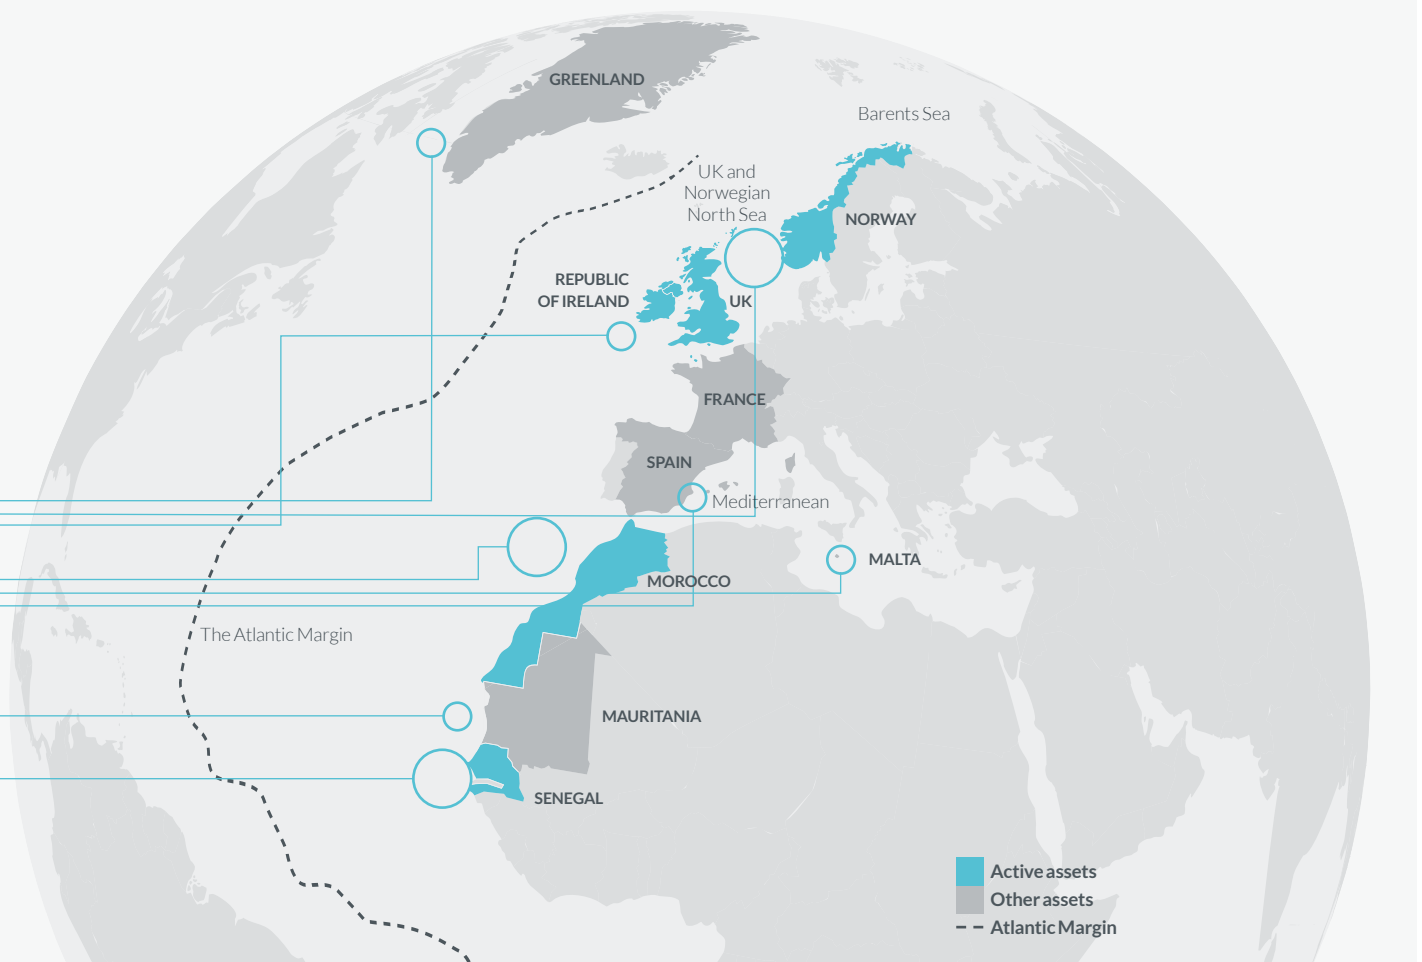 GREENLAND
Barents Sea
UK and
Norwegian
North Sea
NORWAY
REPUBLIC
OF IRELAND
UK
FRANCE
SPAIN
Mediterranean
MALTA
MOROCCO
The Atlantic Margin
MAURITANIA
SENEGAL
Active assets
Other assets
Atlantic Margin